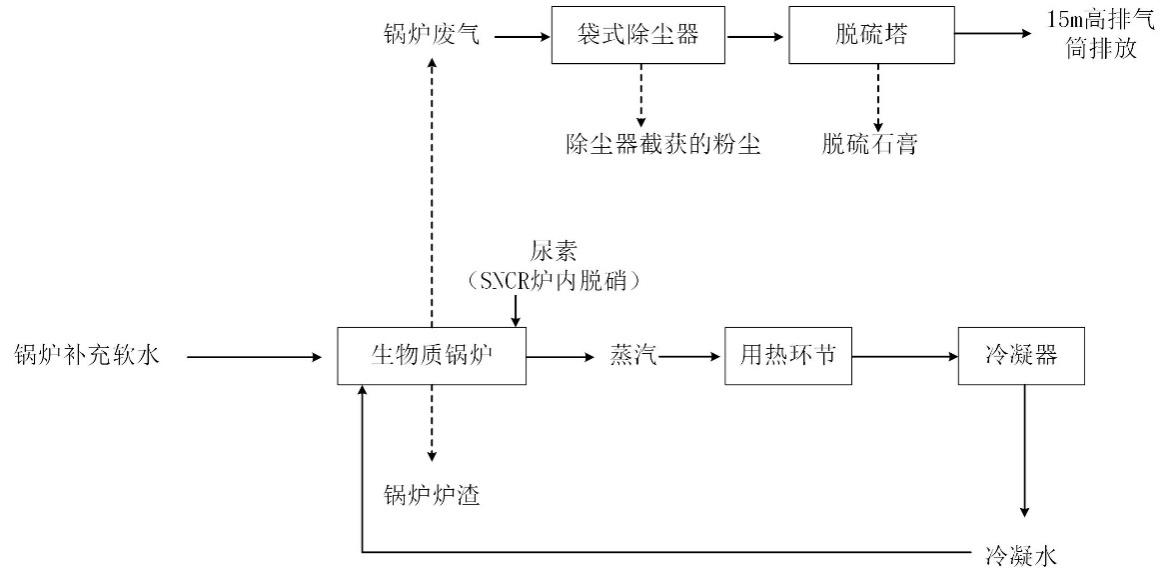 锅炉废气
袋式除尘器
脱硫塔
15m高排气
筒排放
除尘器截获的粉尘
脱硫石膏
尿素
（SNCR炉内脱硝）
锅炉补充软水
生物质锅炉
蒸汽
用热环节
冷凝器
锅炉炉渣
冷凝水